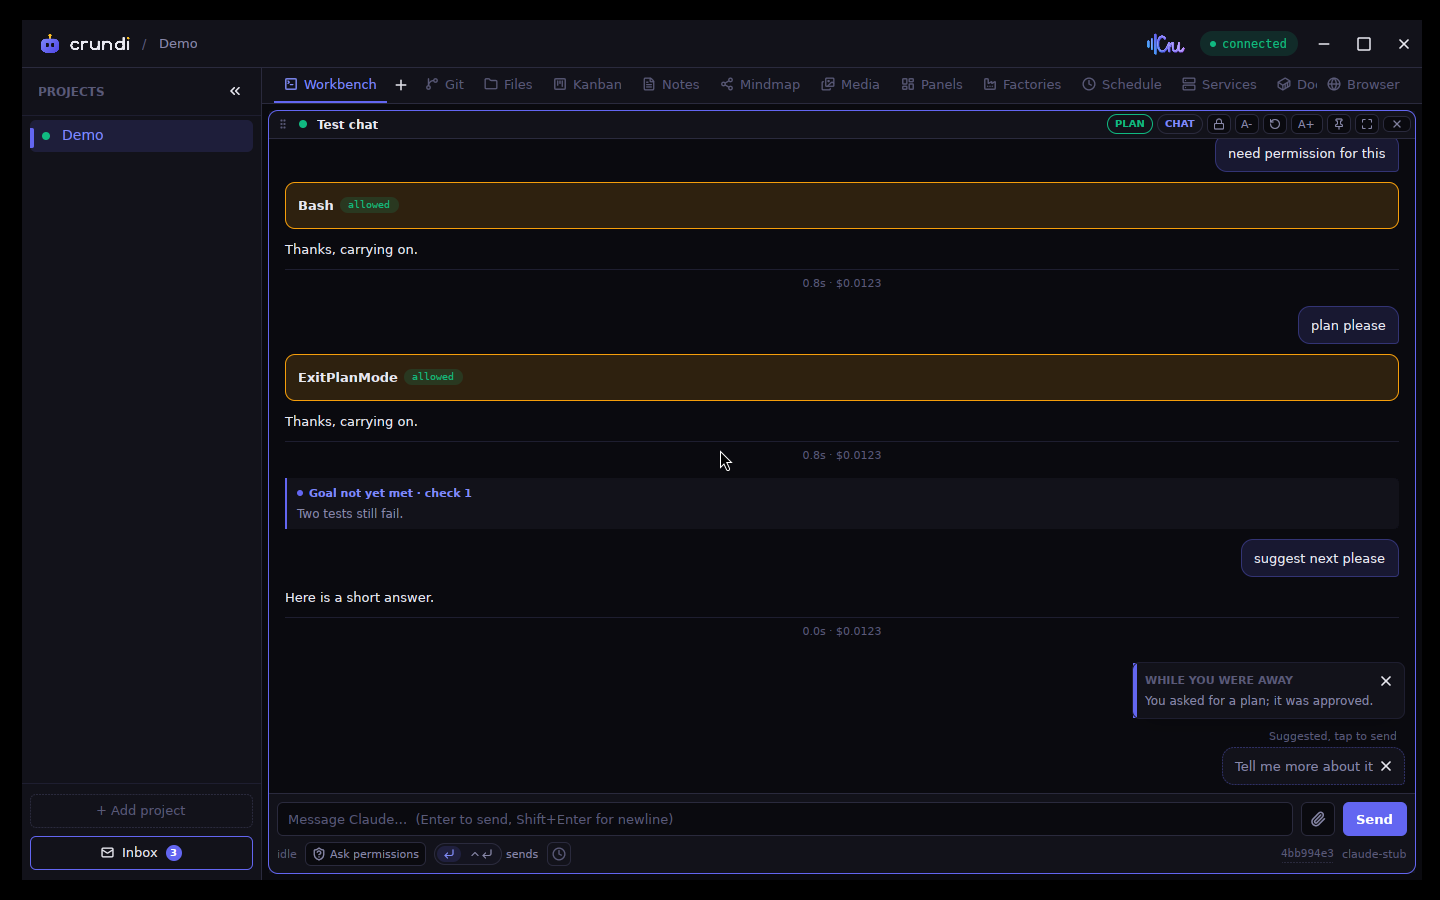 crundi / Demo
Cru
connected
PROJECTS
Workbench
Git
Files
Kanban
Notes
Mindmap
Media
Panels
Factories
Schedule
Services
Browser
Demo
Test chat
PLAN
CHAT
A-
A+
need permission for this
Bash allowed
Thanks, carrying on.
0.8s · $0.0123
plan please
ExitPlanMode allowed
Thanks, carrying on.
0.8s · $0.0123
Goal not yet met · check 1
Two tests still fail.
suggest next please
Here is a short answer.
0.0s · $0.0123
WHILE YOU WERE AWAY
You asked for a plan; it was approved.
Suggested, tap to send
Tell me more about it
+ Add project
Inbox 3
Message Claude... (Enter to send, Shift+Enter for newline)
Send
idle
Ask permissions
sends
4bb994e3
claude-stub